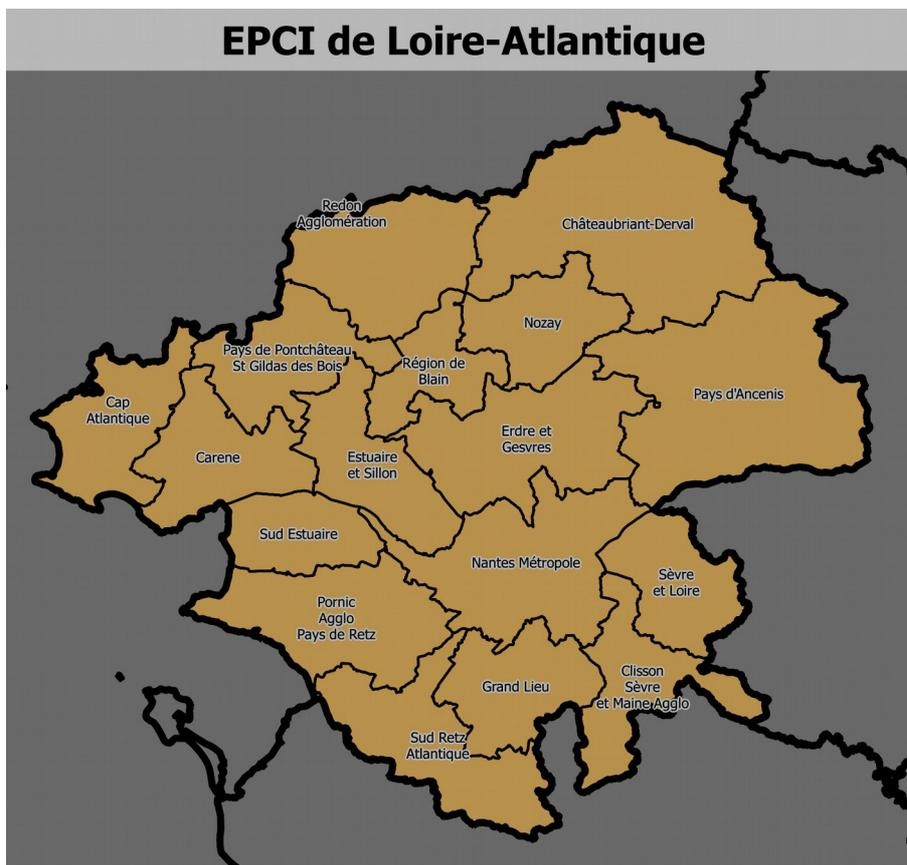 EPCI de Loire-Atlantique
Redon
Agglomération
Châteaubriant-Derval
Nozay
Pays de Pontchâteau
St Gildas des Bois
Région de
Blain
Pays d'Ancenis
Cap
Atlantique
Erdre et
Gesvres
Carene
Estuaire
et Sillon
Sud Estuaire
Nantes Métropole
Sèvre
et Loire
Pornic
Agglo
Pays de Retz
Clisson
Sèvre
et Maine Agglo
Grand Lieu
Sud Retz
Atlantique